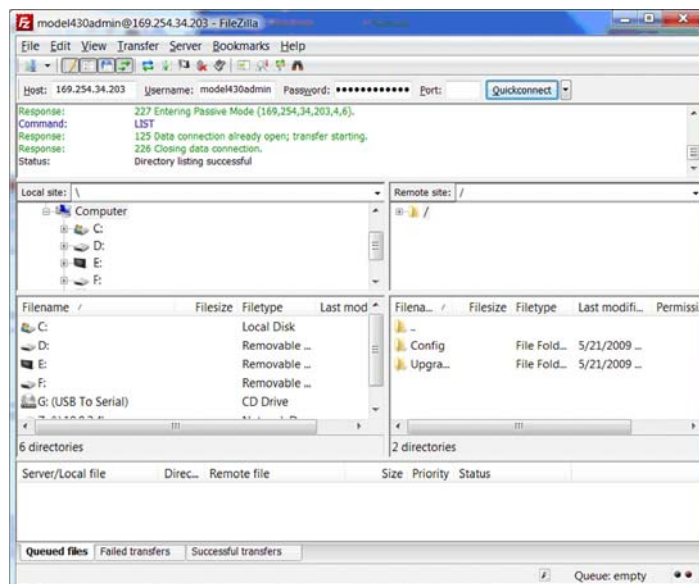 model430admin@169.254.34.203 - FileZilla
File Edit View Transfer Server Bookmarks Help
Host: 169.254.34.203 Username: model430admin Password: •••••••••••• Port: Quickconnect
Response: 227 Entering Passive Mode (169,254,34,203,4,6).
Command: LIST
Response: 125 Data connection already open; transfer starting.
Response: 226 Closing data connection.
Status: Directory listing successful
Local site: \
Remote site: /
Computer
C:
D:
E:
F:
/
Filename / Filesize Filetype Last mod
C: Local Disk
D: Removable ...
E: Removable ...
F: Removable ...
G: (USB To Serial) CD Drive
6 directories
Filena... / Filesize Filetype Last modifi... Permissi
..
Config File Fold... 5/21/2009 ...
Upgra... File Fold... 5/21/2009 ...
2 directories
Server/Local file Direc... Remote file Size Priority Status
Queued files Failed transfers Successful transfers
Queue: empty